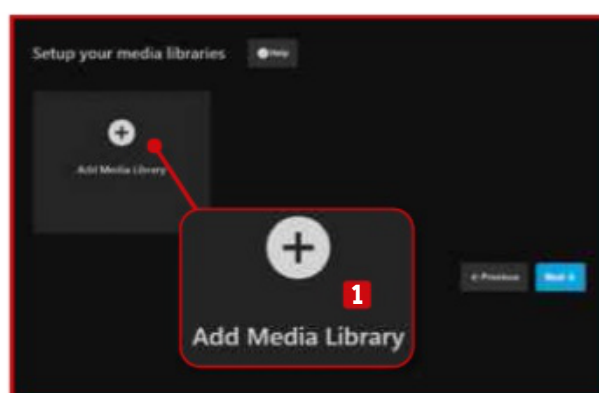 Setup your media libraries
Help
Add Media Library
1
Add Media Library
← Previous
Next →